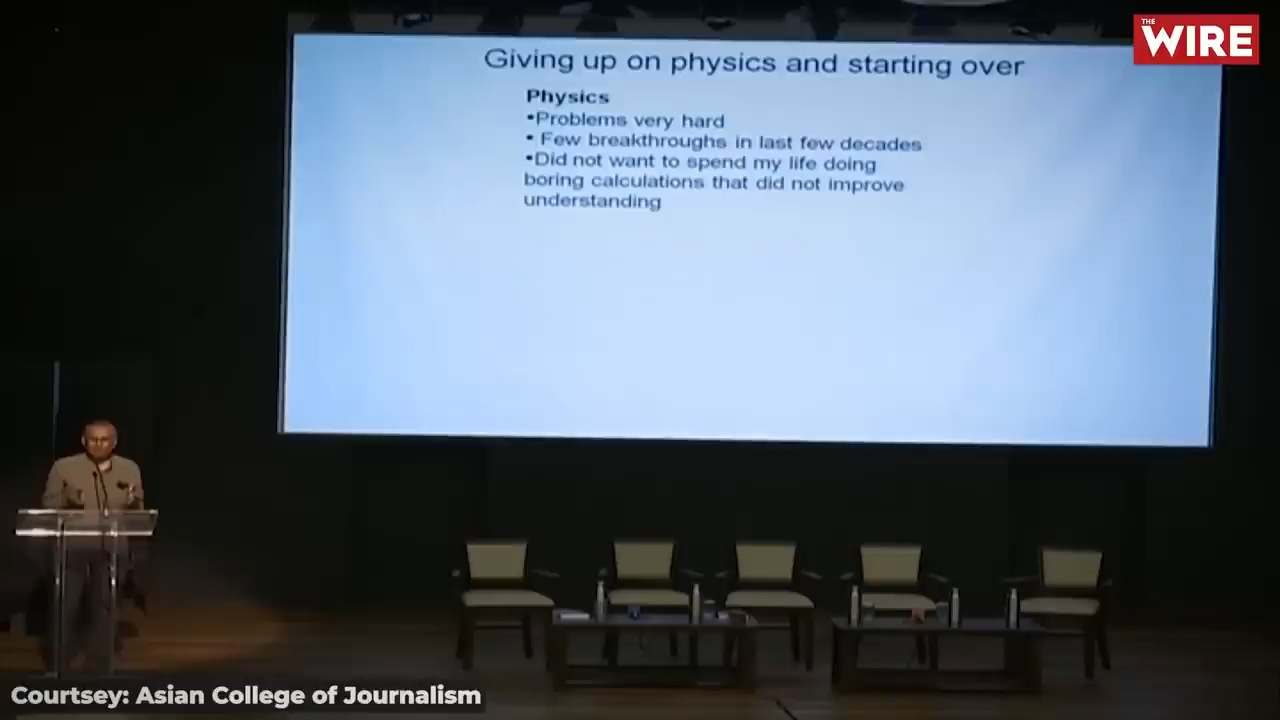 THE
WIRE
Giving up on physics and starting over
Physics
•Problems very hard
• Few breakthroughs in last few decades
•Did not want to spend my life doing
boring calculations that did not improve
understanding
Courtsey: Asian College of Journalism